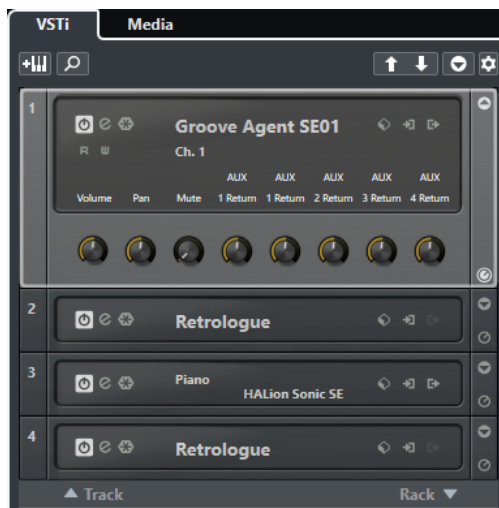 VSTi Media
1
Groove Agent SE01
R W
Ch. 1
AUX AUX AUX AUX AUX
Volume Pan Mute 1 Return 1 Return 2 Return 3 Return 4 Return
2
Retrologue
3
Piano
HALion Sonic SE
4
Retrologue
Track Rack